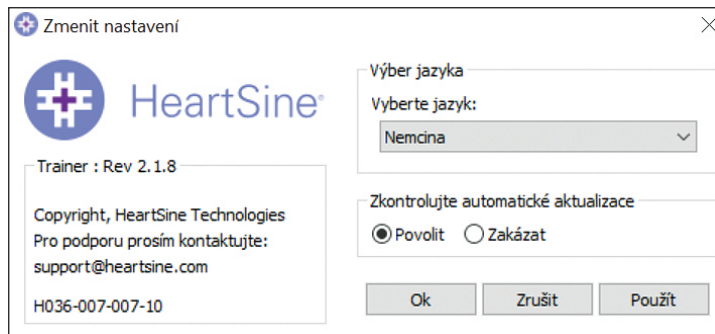 Zmenit nastavení
HeartSine®
Trainer : Rev 2.1.8
Copyright, HeartSine Technologies
Pro podporu prosím kontaktujte:
support@heartsine.com
H036-007-007-10
Výber jazyka
Vyberte jazyk:
Nemcina
Zkontrolujte automatické aktualizace
Povolit Zakázat
Ok Zrušit Použít